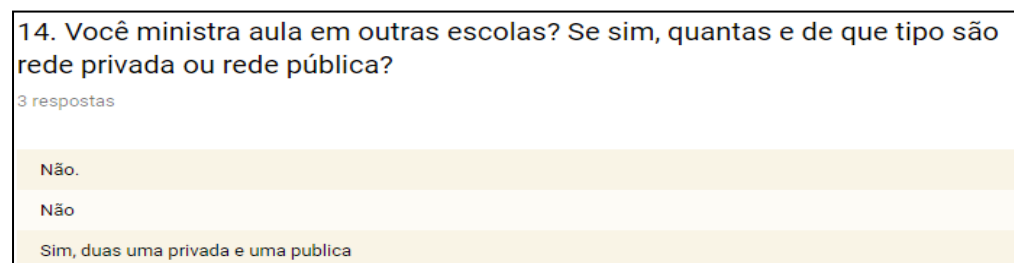 14. Você ministra aula em outras escolas? Se sim, quantas e de que tipo são
rede privada ou rede pública?
3 respostas
Não.
Não
Sim, duas uma privada e uma publica